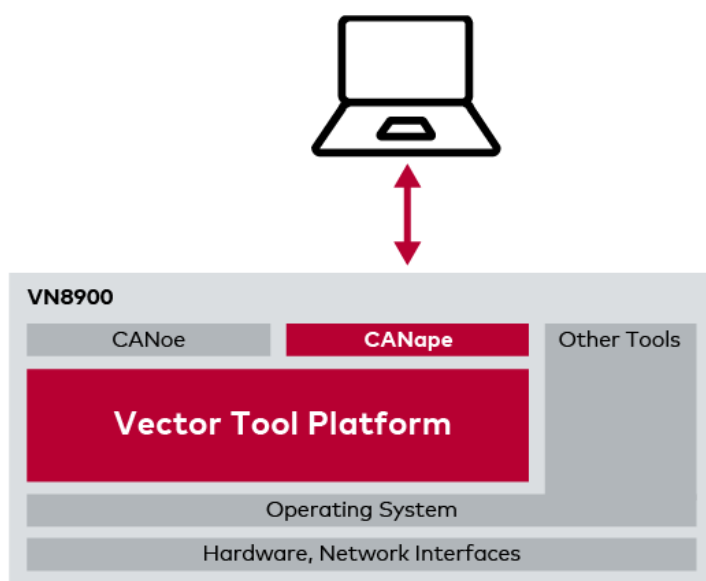 VN8900
CANoe
CANape
Other Tools
Vector Tool Platform
Operating System
Hardware, Network Interfaces